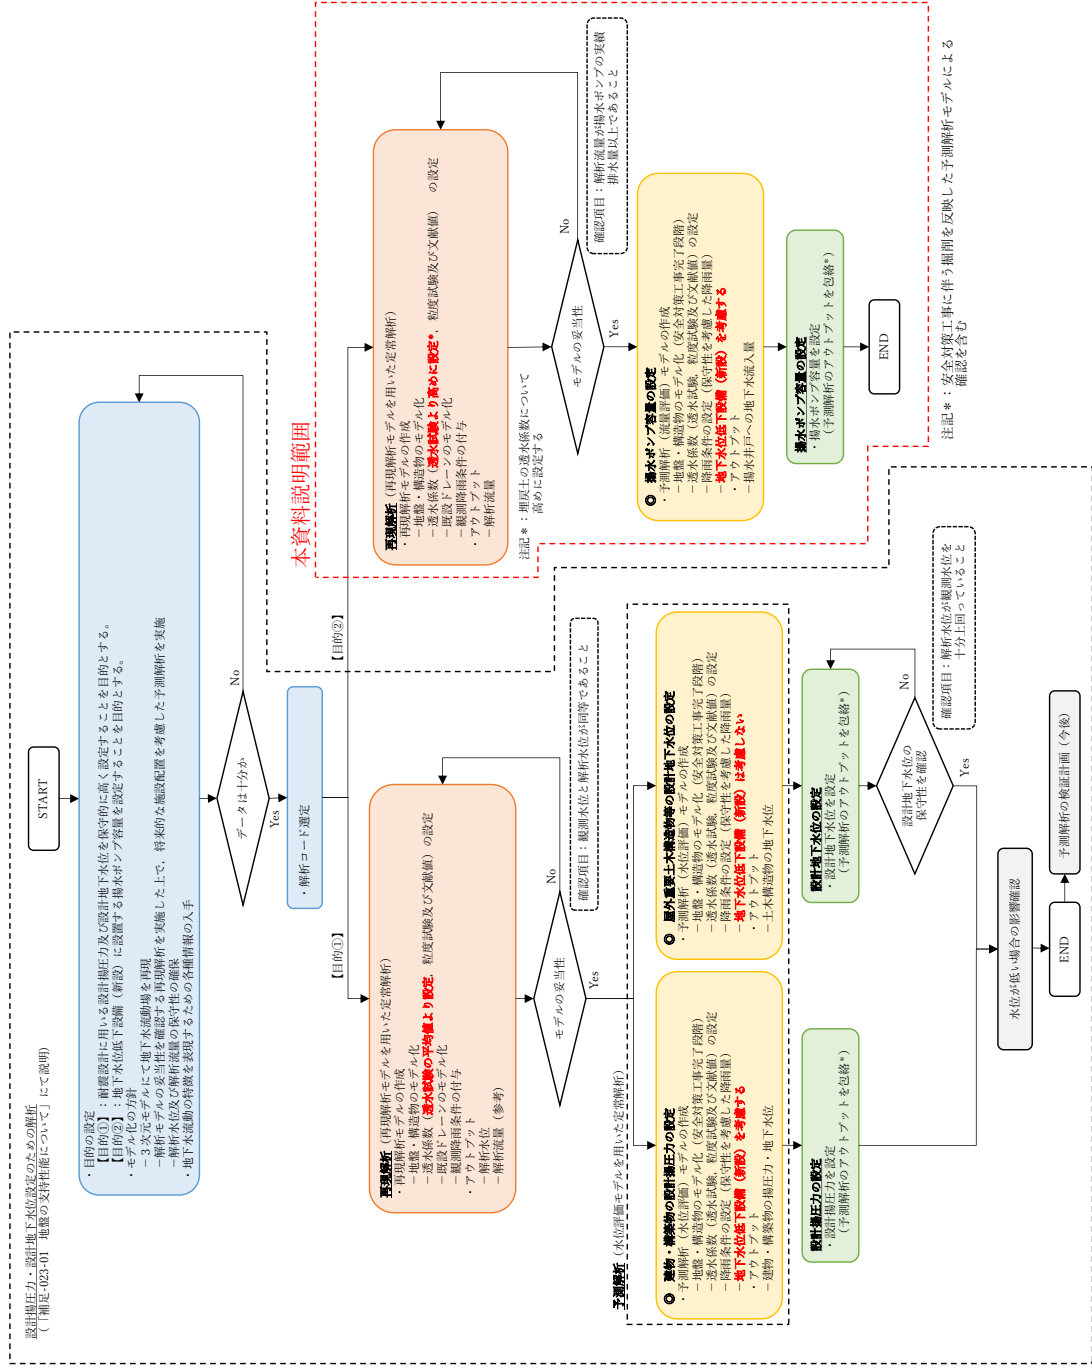 設計揚圧力・設計地下水位設定のための解析
（「補足-023-01　地盤の支持性能について」にて説明）
START
・目的の設定
【目的①】：耐震設計に用いる設計揚圧力及び設計地下水位を保守的に高く設定することを目的とする。
【目的②】：地下水位低下設備（新設）に設置する揚水ポンプ容量を設定することを目的とする。
・モデル化の方針
－３次元モデルにて地下水流動場を再現
－解析モデルの妥当性を確認する再現解析を実施した上で、将来的な施設配置を考慮した予測解析を実施
－解析水位及び解析流量の保守性の確保
・地下水流動の特徴を表現するための各種情報の入手
データは十分か
No
Yes
・解析コード選定
【目的①】
【目的②】
再現解析（再現解析モデルを用いた定常解析）
・再現解析モデルの作成
－地盤・構造物のモデル化
－透水係数（透水試験の平均値より設定，粒度試験及び文献値）の設定
－既設ドレーンのモデル化
－観測降雨条件の付与
・アウトプット
－解析水位
－解析流量（参考）
モデルの妥当性
No
Yes
確認項目：観測水位と解析水位が同等であること
予測解析（水位評価モデルを用いた定常解析）
◎ 建物・構築物の設計揚圧力の設定
・予測解析（水位評価）モデルの作成
－地盤・構造物のモデル化（安全対策工事完了段階）
－透水係数（透水試験，粒度試験及び文献値）の設定
－降雨条件の設定（保守性を考慮した降雨量）
－地下水位低下設備（新設）を考慮する
・アウトプット
－建物・構築物の揚圧力・地下水位
◎ 屋外重要土木構造物等の設計地下水位の設定
・予測解析（水位評価）モデルの作成
－地盤・構造物のモデル化（安全対策工事完了段階）
－透水係数（透水試験，粒度試験及び文献値）の設定
－降雨条件の設定（保守性を考慮した降雨量）
－地下水位低下設備（新設）は考慮しない
・アウトプット
－土木構造物の地下水位
設計揚圧力の設定
・設計揚圧力を設定
（予測解析のアウトプットを包絡*）
設計地下水位の設定
・設計地下水位を設定
（予測解析のアウトプットを包絡*）
設計地下水位の
保守性を確認
No
Yes
確認項目：解析水位が観測水位を
十分上回っていること
水位が低い場合の影響確認
END
予測解析の検証計画（今後）
本資料説明範囲
再現解析（再現解析モデルを用いた定常解析）
・再現解析モデルの作成
－地盤・構造物のモデル化
－透水係数（透水試験より高めに設定*，粒度試験及び文献値）　の設定
－既設ドレーンのモデル化
－観測降雨条件の付与
・アウトプット
－解析流量
注記＊：埋戻土の透水係数について
高めに設定する
モデルの妥当性
No
Yes
確認項目：解析流量が揚水ポンプの実績
排水量以上であること
◎ 揚水ポンプ容量の設定
・予測解析（流量評価）モデルの作成
－地盤・構造物のモデル化（安全対策工事完了段階）
－透水係数（透水試験，粒度試験及び文献値）の設定
－降雨条件の設定（保守性を考慮した降雨量）
－地下水位低下設備（新設）を考慮する
・アウトプット
－揚水井戸への地下水流入量
揚水ポンプ容量の設定
・揚水ポンプ容量を設定
（予測解析のアウトプットを包絡*）
END
注記*：安全対策工事に伴う掘削を反映した予測解析モデルによる
確認を含む